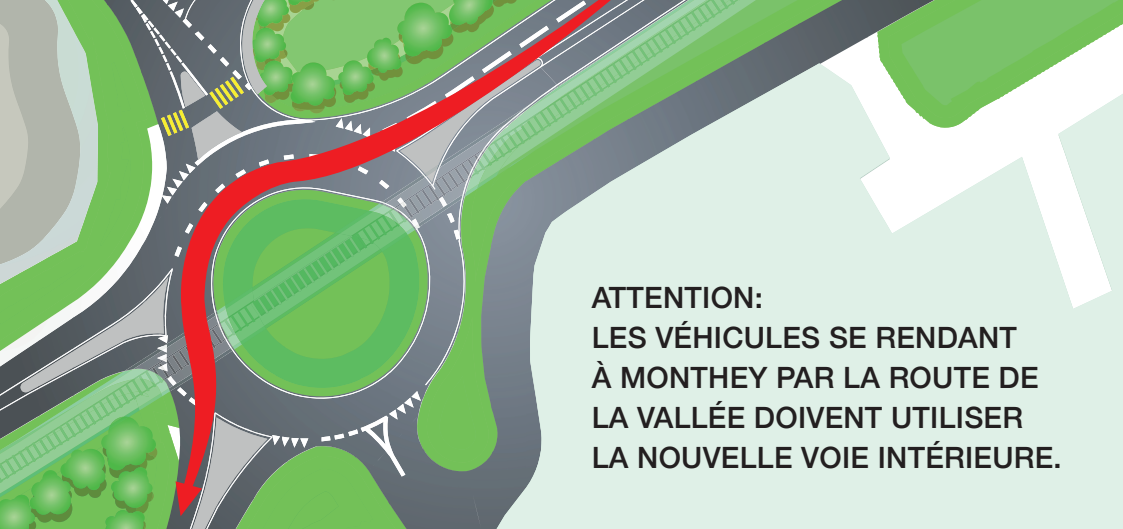 ATTENTION:
LES VÉHICULES SE RENDANT
À MONTHEY PAR LA ROUTE DE
LA VALLÉE DOIVENT UTILISER
LA NOUVELLE VOIE INTÉRIEURE.